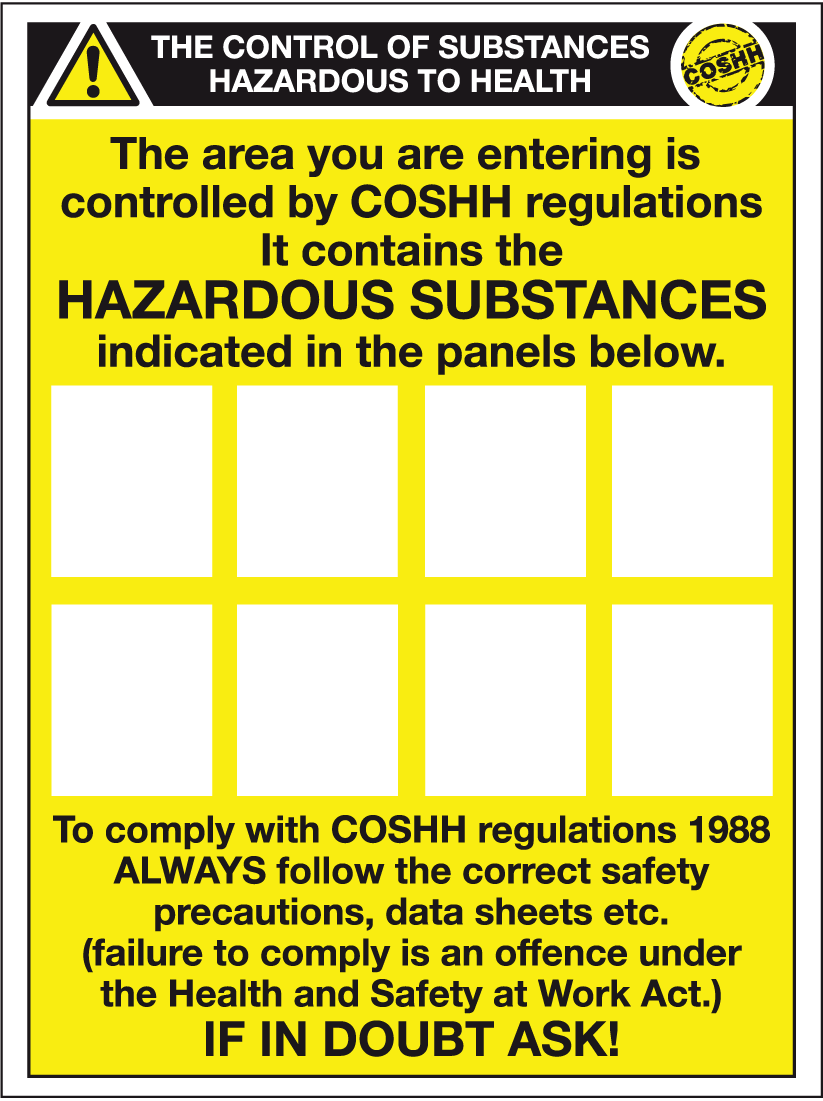 THE CONTROL OF SUBSTANCES
HAZARDOUS TO HEALTH
COSHH
The area you are entering is
controlled by COSHH regulations
It contains the
HAZARDOUS SUBSTANCES
indicated in the panels below.
To comply with COSHH regulations 1988
ALWAYS follow the correct safety
precautions, data sheets etc.
(failure to comply is an offence under
the Health and Safety at Work Act.)
IF IN DOUBT ASK!